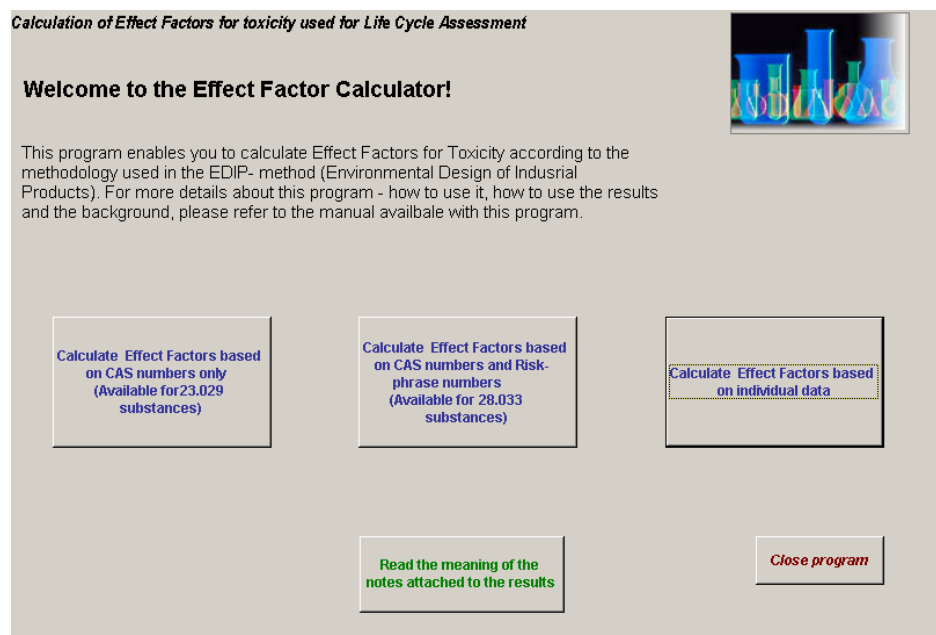 Calculation of Effect Factors for toxicity used for Life Cycle Assessment
Welcome to the Effect Factor Calculator!
This program enables you to calculate Effect Factors for Toxicity according to the
methodology used in the EDIP- method (Environmental Design of Indusrial
Products). For more details about this program - how to use it, how to use the results
and the background, please refer to the manual availbale with this program.
Calculate Effect Factors based
on CAS numbers only
(Available for23.029
substances)
Calculate Effect Factors based
on CAS numbers and Risk-
phrase numbers
(Available for 28.033
substances)
Calculate Effect Factors based
on individual data
Read the meaning of the
notes attached to the results
Close program